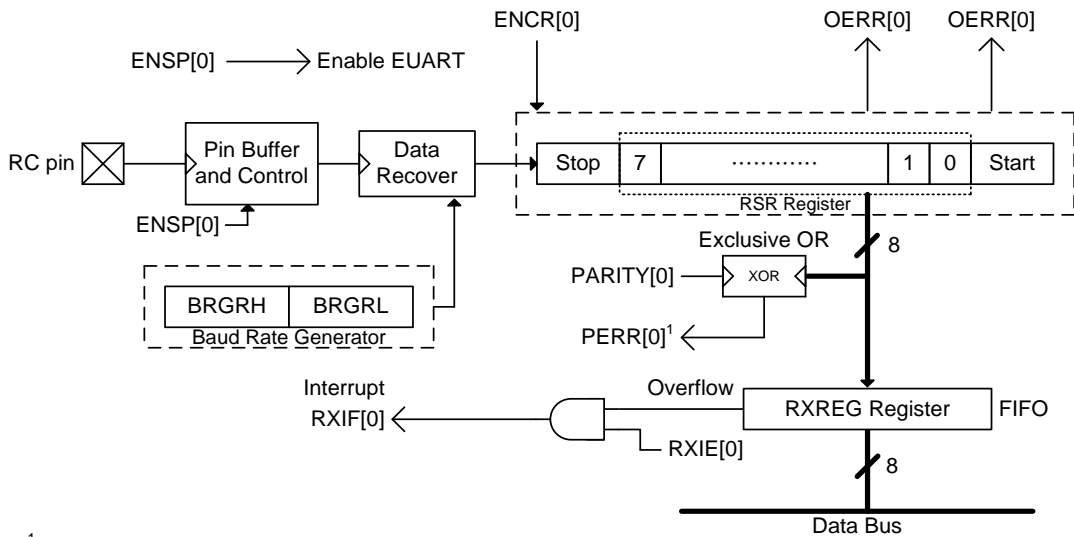 ENCR[0]
OERR[0]
OERR[0]
ENSP[0]
Enable EUART
RC pin
Pin Buffer
and Control
Data
Recover
Stop
7
............
1
0
Start
RSR Register
ENSP[0]
8
Exclusive OR
PARITY[0]
XOR
BRGRH
BRGRL
Baud Rate Generator
PERR[0]¹
Interrupt
Overflow
RXIF[0]
RXREG Register
FIFO
RXIE[0]
8
Data Bus
1